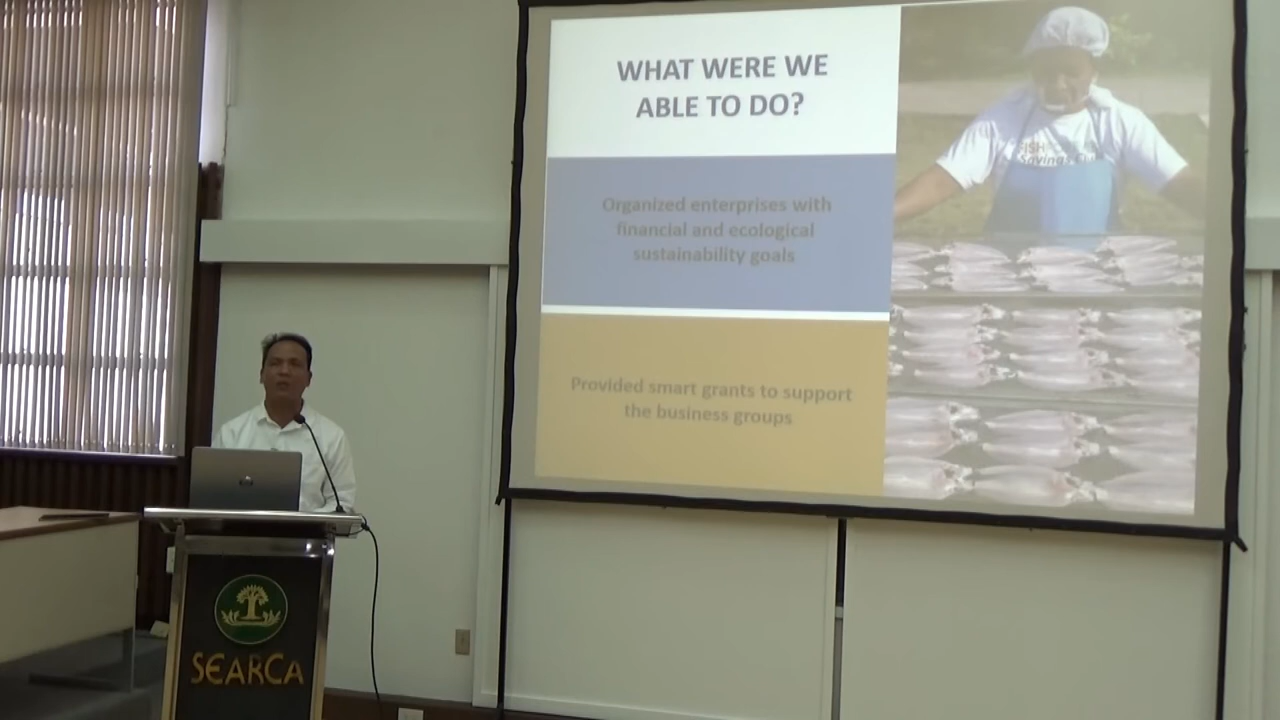 WHAT WERE WE
ABLE TO DO?
Organized enterprises with
financial and ecological
sustainability goals
Provided smart grants to support
the business groups
Savings
SEARCA